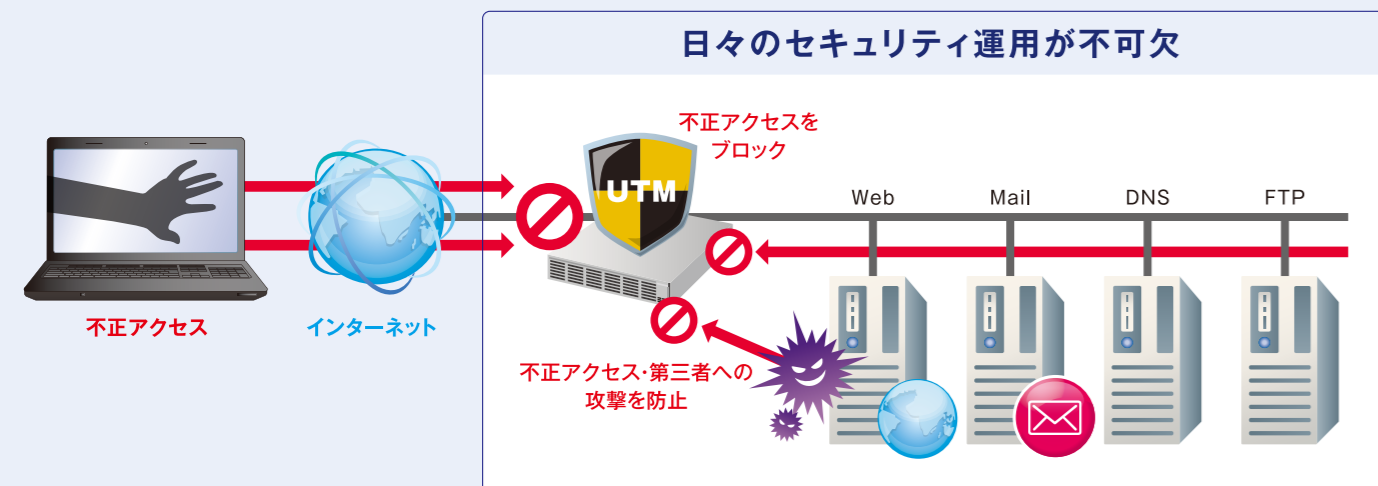 日々のセキュリティ運用が不可欠
不正アクセスを
ブロック
UTM
Web
Mail
DNS
FTP
不正アクセス
インターネット
不正アクセス・第三者への
攻撃を防止